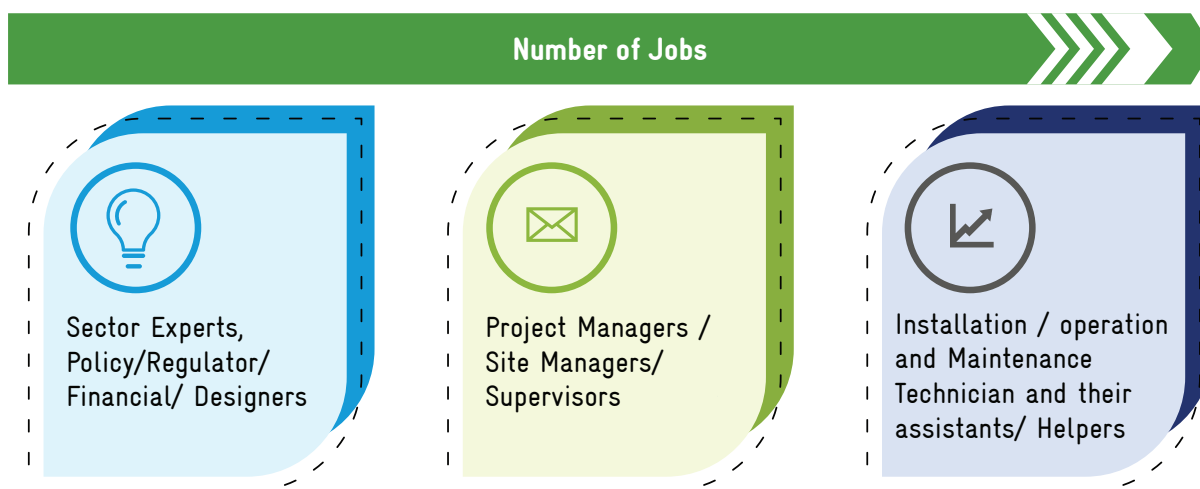 Number of Jobs
Sector Experts,
Policy/Regulator/
Financial/ Designers
Project Managers /
Site Managers/
Supervisors
Installation / operation
and Maintenance
Technician and their
assistants/ Helpers